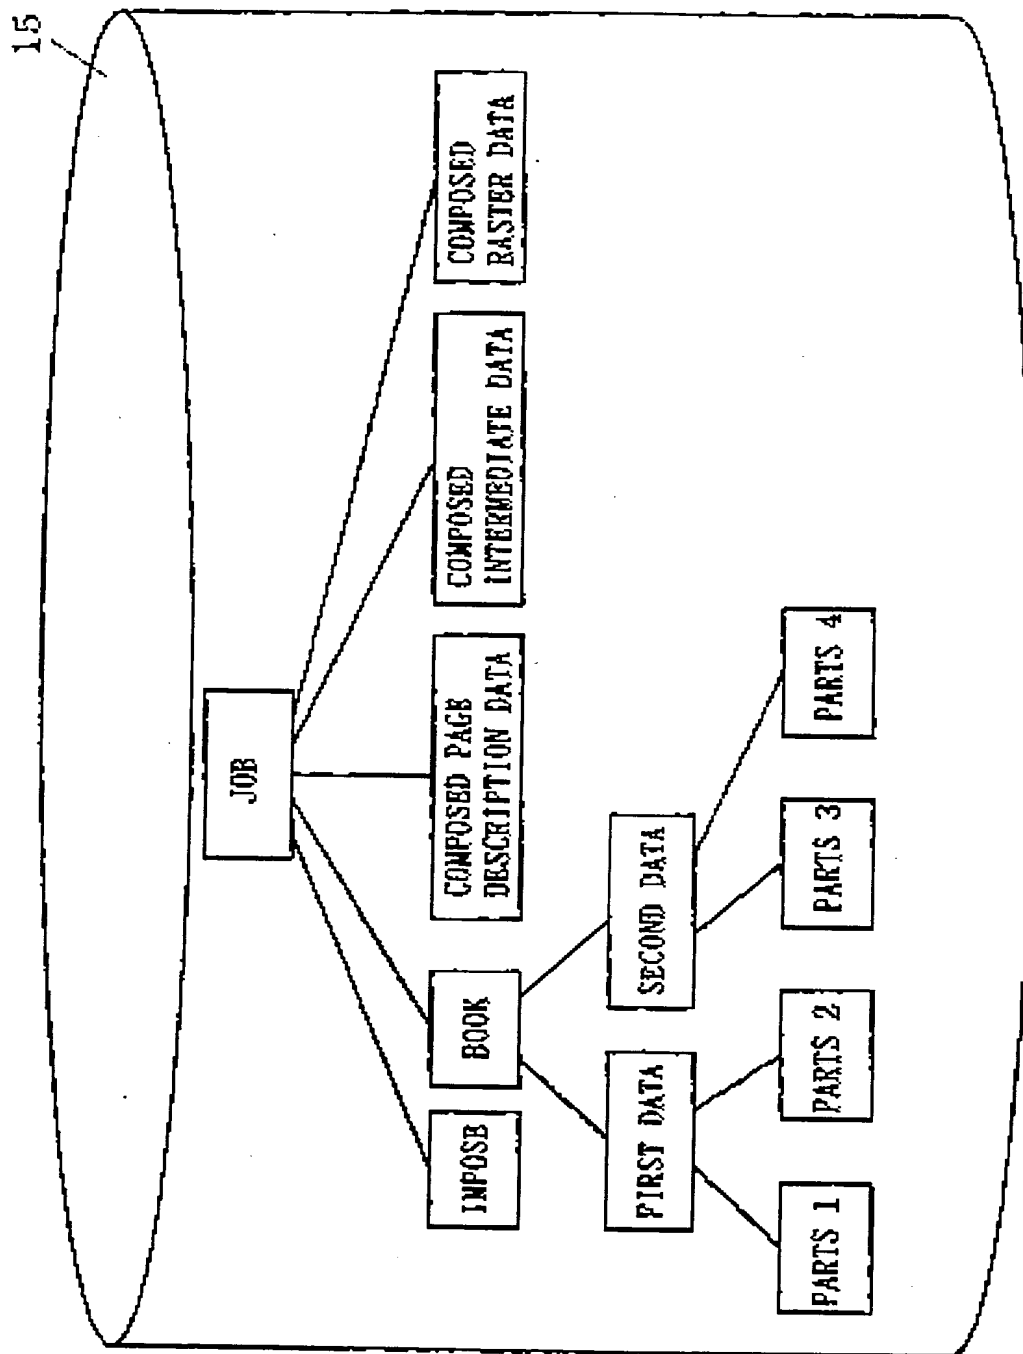 15
JOB
IMPOSE
BOOK
COMPOSED PAGE
DESCRIPTION DATA
COMPOSED
INTERMEDIATE DATA
COMPOSED
RASTER DATA
FIRST DATA
SECOND DATA
PARTS 1
PARTS 2
PARTS 3
PARTS 4